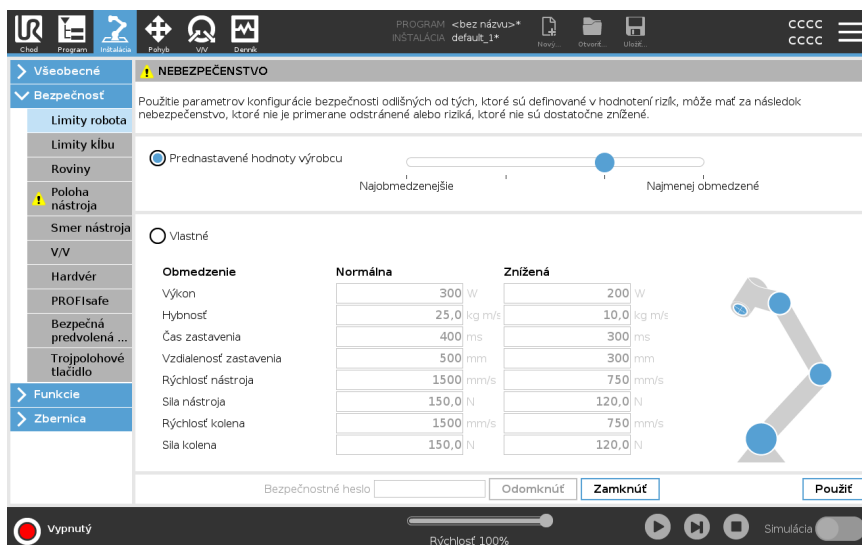 PROGRAM <bez názvu>*
INŠTALÁCIA default_1*
Chod
Program
Inštalácia
Pohyb
V/V
Denník
Nový...
Otvoriť...
Uložiť...
CCCC
CCCC
Všeobecné
Bezpečnosť
Limity robota
Limity kĺbu
Roviny
Poloha
nástroja
Smer nástroja
V/V
Hardvér
PROFIsafe
Bezpečná
predvolená ...
Trojpolohové
tlačidlo
Funkcie
Zbernica
NEBEZPEČENSTVO
Použitie parametrov konfigurácie bezpečnosti odlišných od tých, ktoré sú definované v hodnotení rizík, môže mať za následok
nebezpečenstvo, ktoré nie je primerane odstránené alebo riziká, ktoré nie sú dostatočne znížené.
Prednastavené hodnoty výrobcu
Najobmedzenejšie Najmenej obmedzené
Vlastné
Obmedzenie Normálna Znížená
Výkon 300 W 200 W
Hybnosť 25,0 kg m/s 10,0 kg m/s
Čas zastavenia 400 ms 300 ms
Vzdialenosť zastavenia 500 mm 300 mm
Rýchlosť nástroja 1500 mm/s 750 mm/s
Sila nástroja 150,0 N 120,0 N
Rýchlosť kolena 1500 mm/s 750 mm/s
Sila kolena 150,0 N 120,0 N
Bezpečnostné heslo Odomknúť Zamknúť Použiť
Vypnutý
Rýchlosť 100%
Simulácia